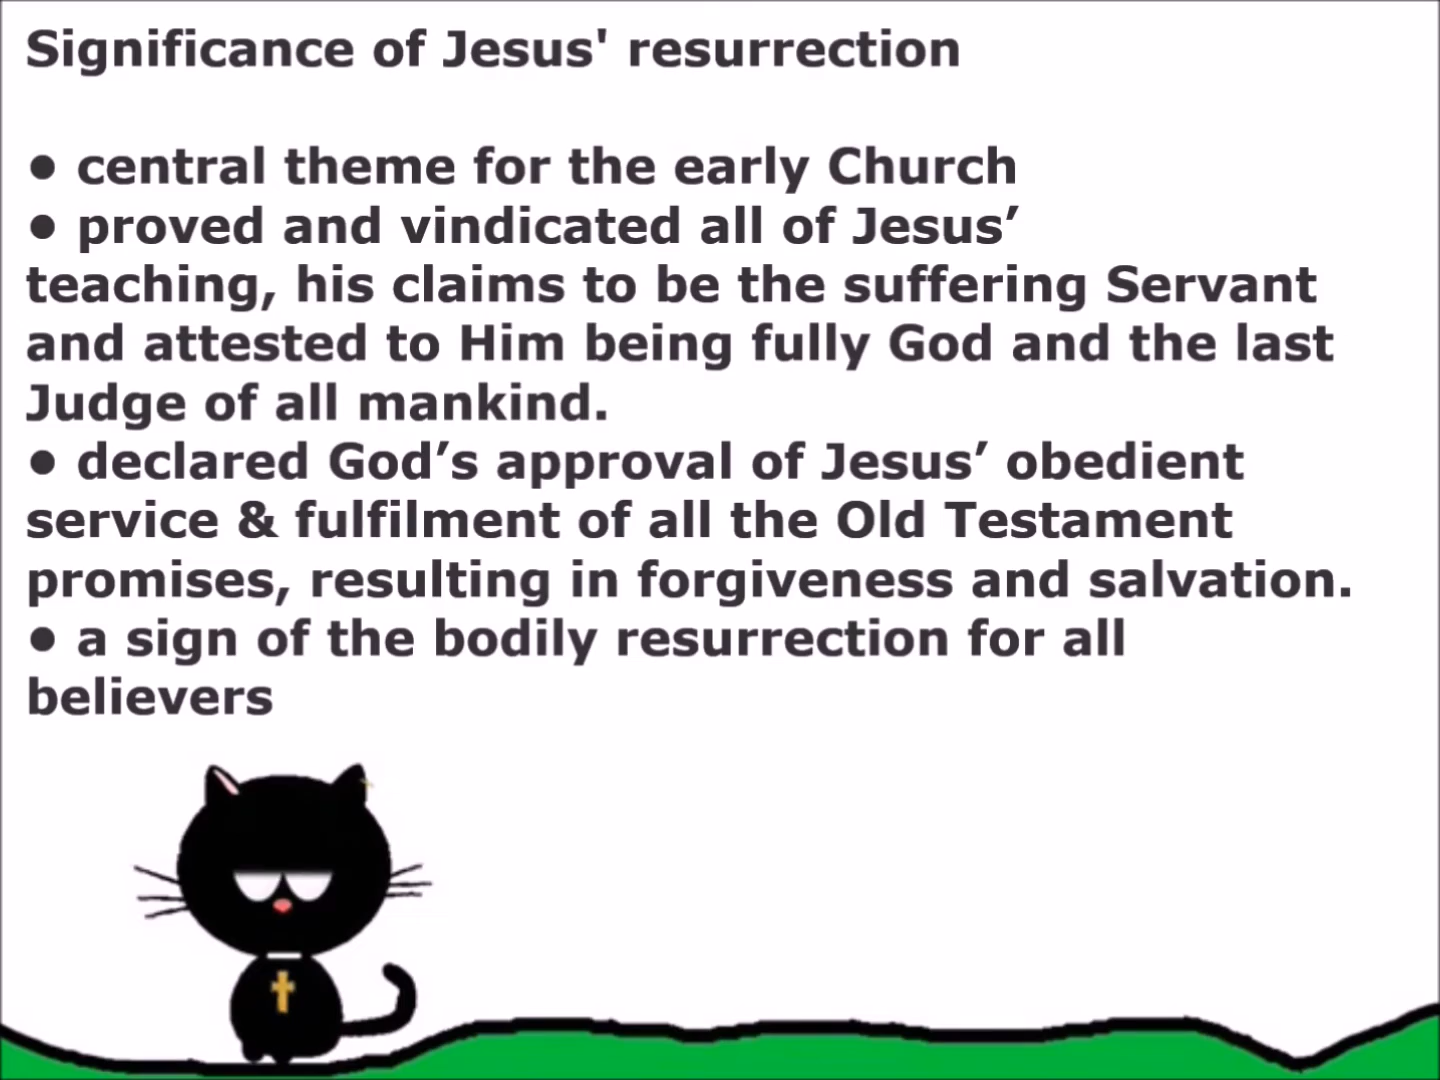 Significance of Jesus' resurrection
● central theme for the early Church
● proved and vindicated all of Jesus’
teaching, his claims to be the suffering Servant
and attested to Him being fully God and the last
Judge of all mankind.
● declared God’s approval of Jesus’ obedient
service & fulfilment of all the Old Testament
promises, resulting in forgiveness and salvation.
● a sign of the bodily resurrection for all
believers